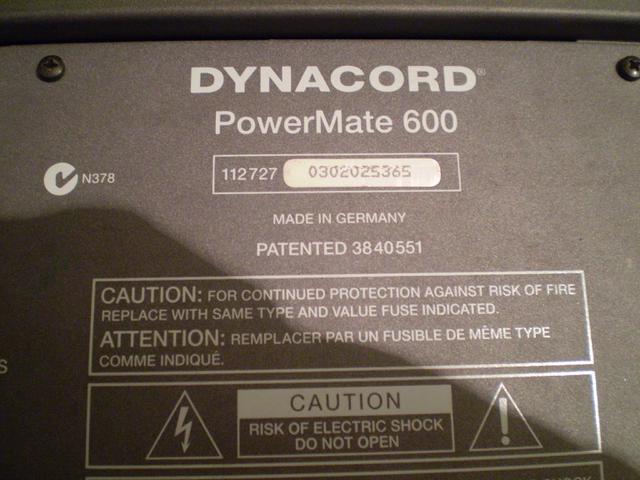 DYNACORD®
PowerMate 600
112727 0302025365
N378
MADE IN GERMANY
PATENTED 3840551
CAUTION: FOR CONTINUED PROTECTION AGAINST RISK OF FIRE
REPLACE WITH SAME TYPE AND VALUE FUSE INDICATED.
ATTENTION: REMPLACER PAR UN FUSIBLE DE MÊME TYPE
COMME INDIQUÉ.
CAUTION
RISK OF ELECTRIC SHOCK
DO NOT OPEN